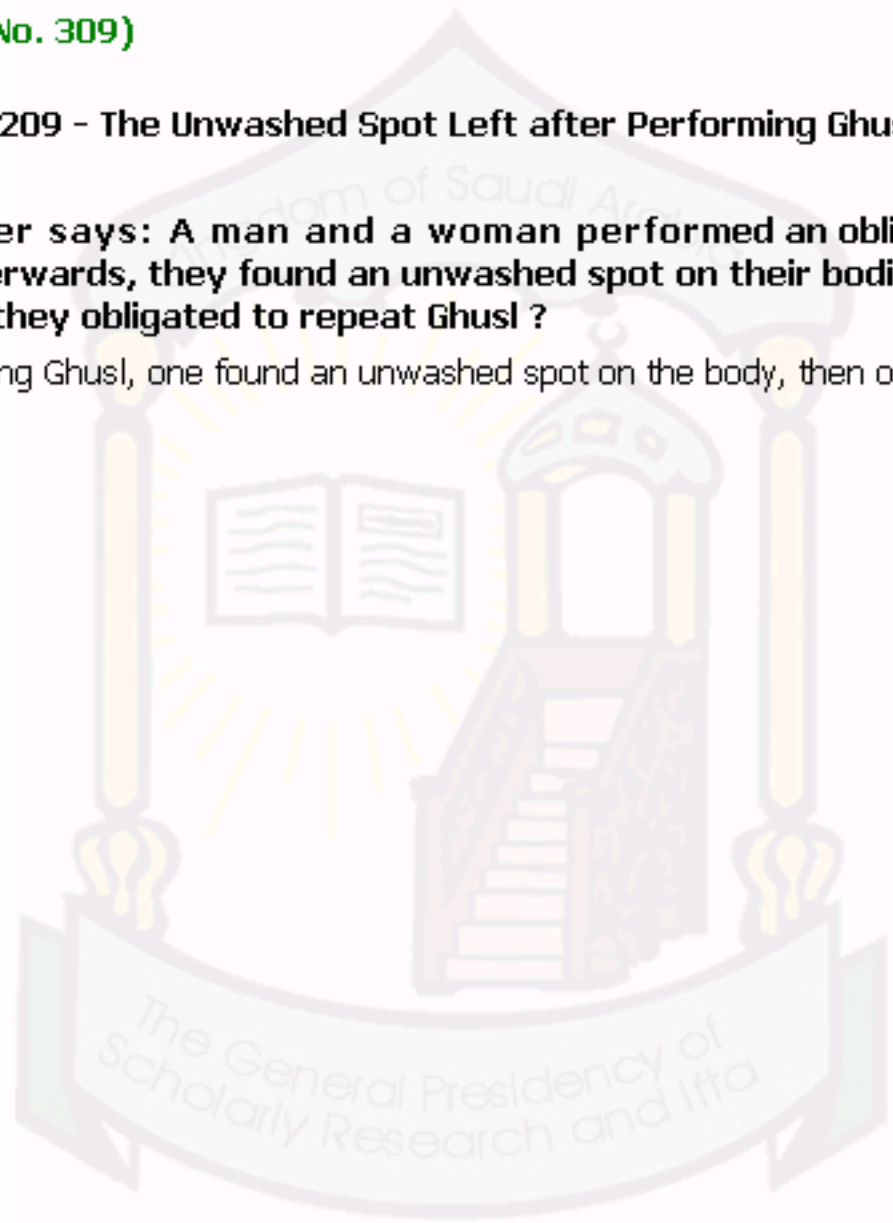 No. 309)
209 - The Unwashed Spot Left after Performing Ghus
er says: A man and a woman performed an obli
erwards, they found an unwashed spot on their bodi
they obligated to repeat Ghusl ?
ng Ghusl, one found an unwashed spot on the body, then o
Kingdom of Saudi Arabia
The General Presidency of
Scholarly Research and Ifta